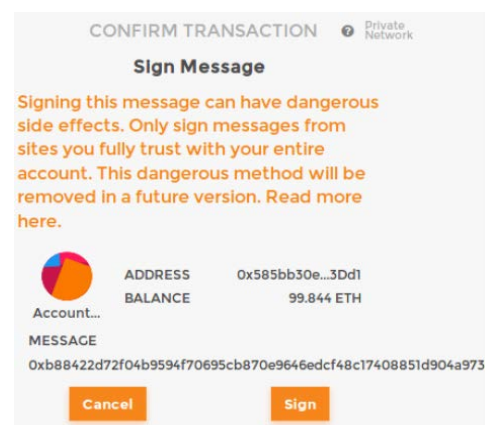 CONFIRM TRANSACTION ? Private
Network
Sign Message
Signing this message can have dangerous
side effects. Only sign messages from
sites you fully trust with your entire
account. This dangerous method will be
removed in a future version. Read more
here.
ADDRESS 0x585bb30e...3Dd1
BALANCE 99.844 ETH
Account...
MESSAGE
0xb88422d72f04b9594f70695cb870e9646edcf48c17408851d904a973
Cancel Sign